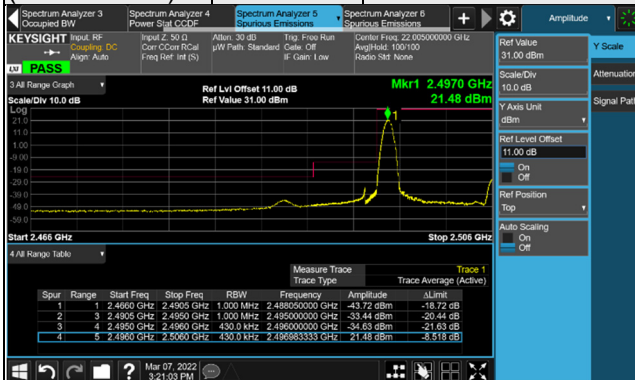 Spectrum Analyzer 3
Occupied BW
Spectrum Analyzer 4
Power Stat CCDF
Spectrum Analyzer 5
Spurious Emissions
Spectrum Analyzer 6
Spurious Emissions
Amplitude
KEYSIGHT
Input: RF
Coupling: DC
Align: Auto
Input Z: 50 Ω
Corr CCorr RCal
Freq Ref: Int (S)
Atten: 30 dB
µW Path: Standard
Trig: Free Run
Gate: Off
IF Gain: Low
Center Freq: 22.005000000 GHz
Avg|Hold: 100/100
Radio Std: None
LXI PASS
3 All Range Graph
Scale/Div 10.0 dB
Ref Lvl Offset 11.00 dB
Ref Value 31.00 dBm
Mkr1 2.4970 GHz
21.48 dBm
Log
21.0
11.0
1.00
-9.00
-19.0
-29.0
-39.0
-49.0
-59.0
1
Start 2.466 GHz
Stop 2.506 GHz
4 All Range Table
Measure Trace Trace 1
Trace Type Trace Average (Active)
Spur Range Start Freq Stop Freq RBW Frequency Amplitude ΔLimit
1 1 2.4660 GHz 2.4905 GHz 1.000 MHz 2.488050000 GHz -43.72 dBm -18.72 dB
2 3 2.4905 GHz 2.4950 GHz 1.000 MHz 2.495000000 GHz -33.44 dBm -20.44 dB
3 4 2.4950 GHz 2.4960 GHz 430.0 kHz 2.496000000 GHz -34.63 dBm -21.63 dB
4 5 2.4960 GHz 2.5060 GHz 430.0 kHz 2.496983333 GHz 21.48 dBm -8.518 dB
Mar 07, 2022
3:21:03 PM
Ref Value
31.00 dBm
Scale/Div
10.0 dB
Y Axis Unit
dBm
Ref Level Offset
11.00 dB
On
Off
Ref Position
Top
Auto Scaling
On
Off
Y Scale
Attenuation
Signal Path